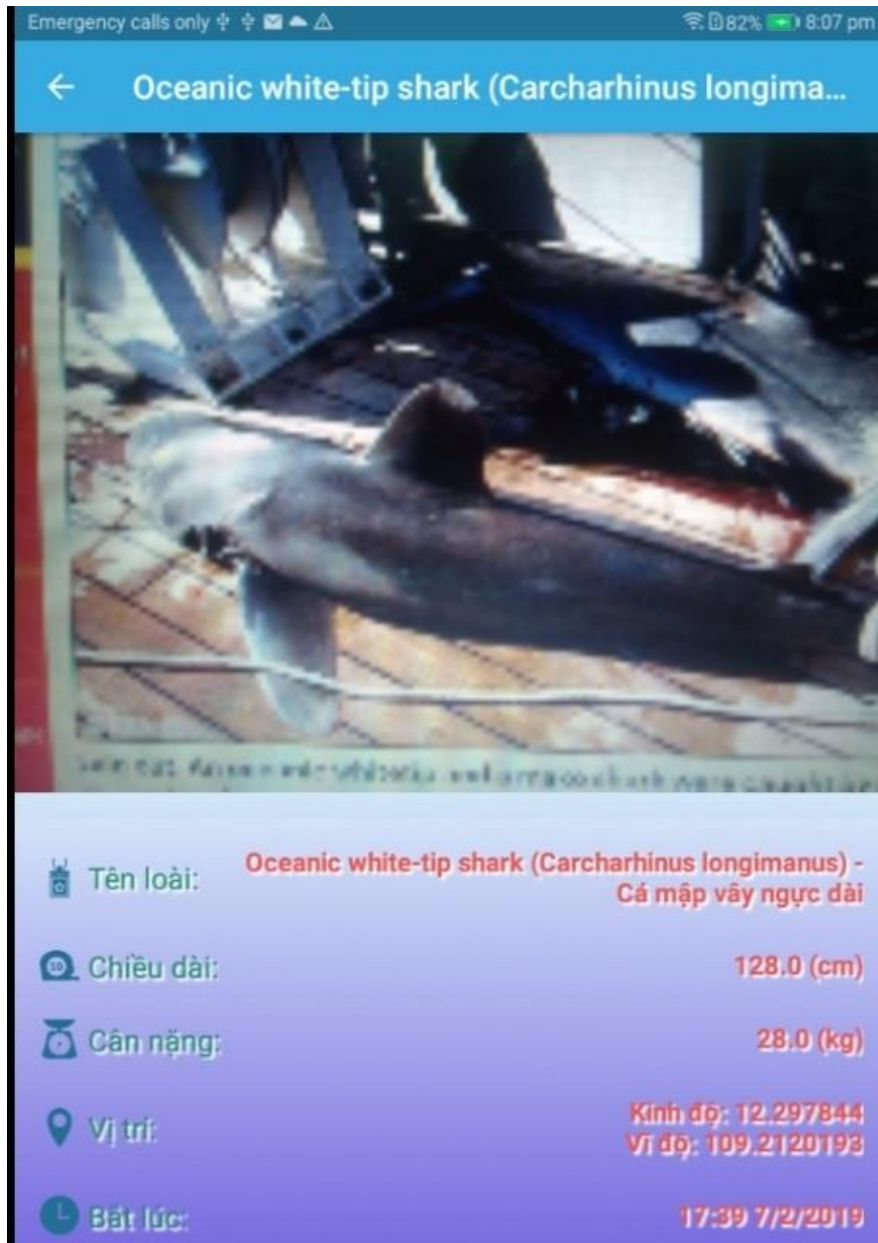 Emergency calls only
82% 8:07 pm
Oceanic white-tip shark (Carcharhinus longima...
Tên loài:
Oceanic white-tip shark (Carcharhinus longimanus) -
Cá mập vây ngực dài
Chiều dài:
128.0 (cm)
Cân nặng:
28.0 (kg)
Vị trí:
Kinh độ: 12.297844
Vĩ độ: 109.2120193
Bắt lúc:
17:39 7/2/2019